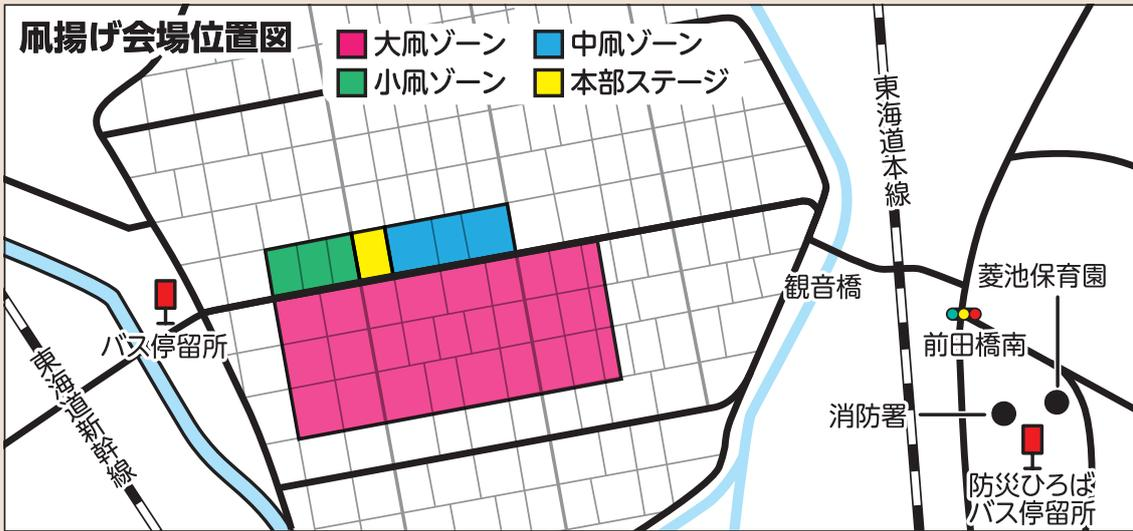 凧揚げ会場位置図
大凧ゾーン
中凧ゾーン
小凧ゾーン
本部ステージ
東海道本線
観音橋
菱池保育園
前田橋南
消防署
防災ひろば
バス停留所
バス停留所
東海道新幹線